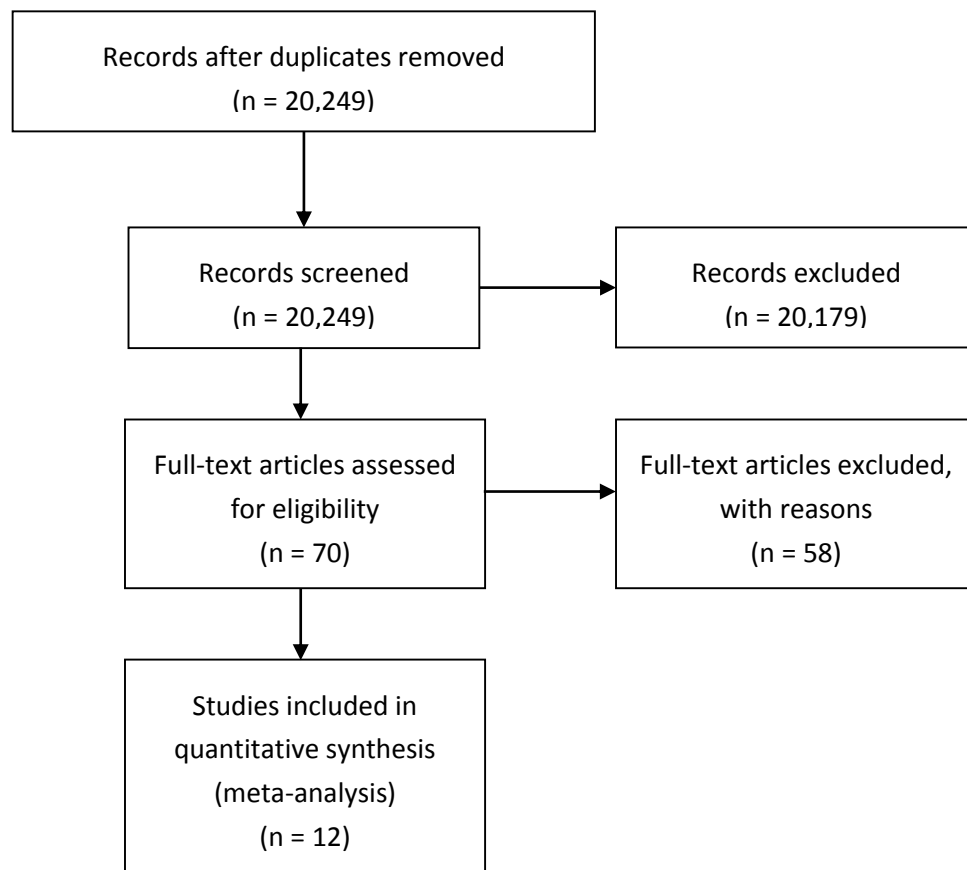 Records after duplicates removed
(n = 20,249)
Records screened
(n = 20,249)
Records excluded
(n = 20,179)
Full-text articles assessed
for eligibility
(n = 70)
Full-text articles excluded,
with reasons
(n = 58)
Studies included in
quantitative synthesis
(meta-analysis)
(n = 12)